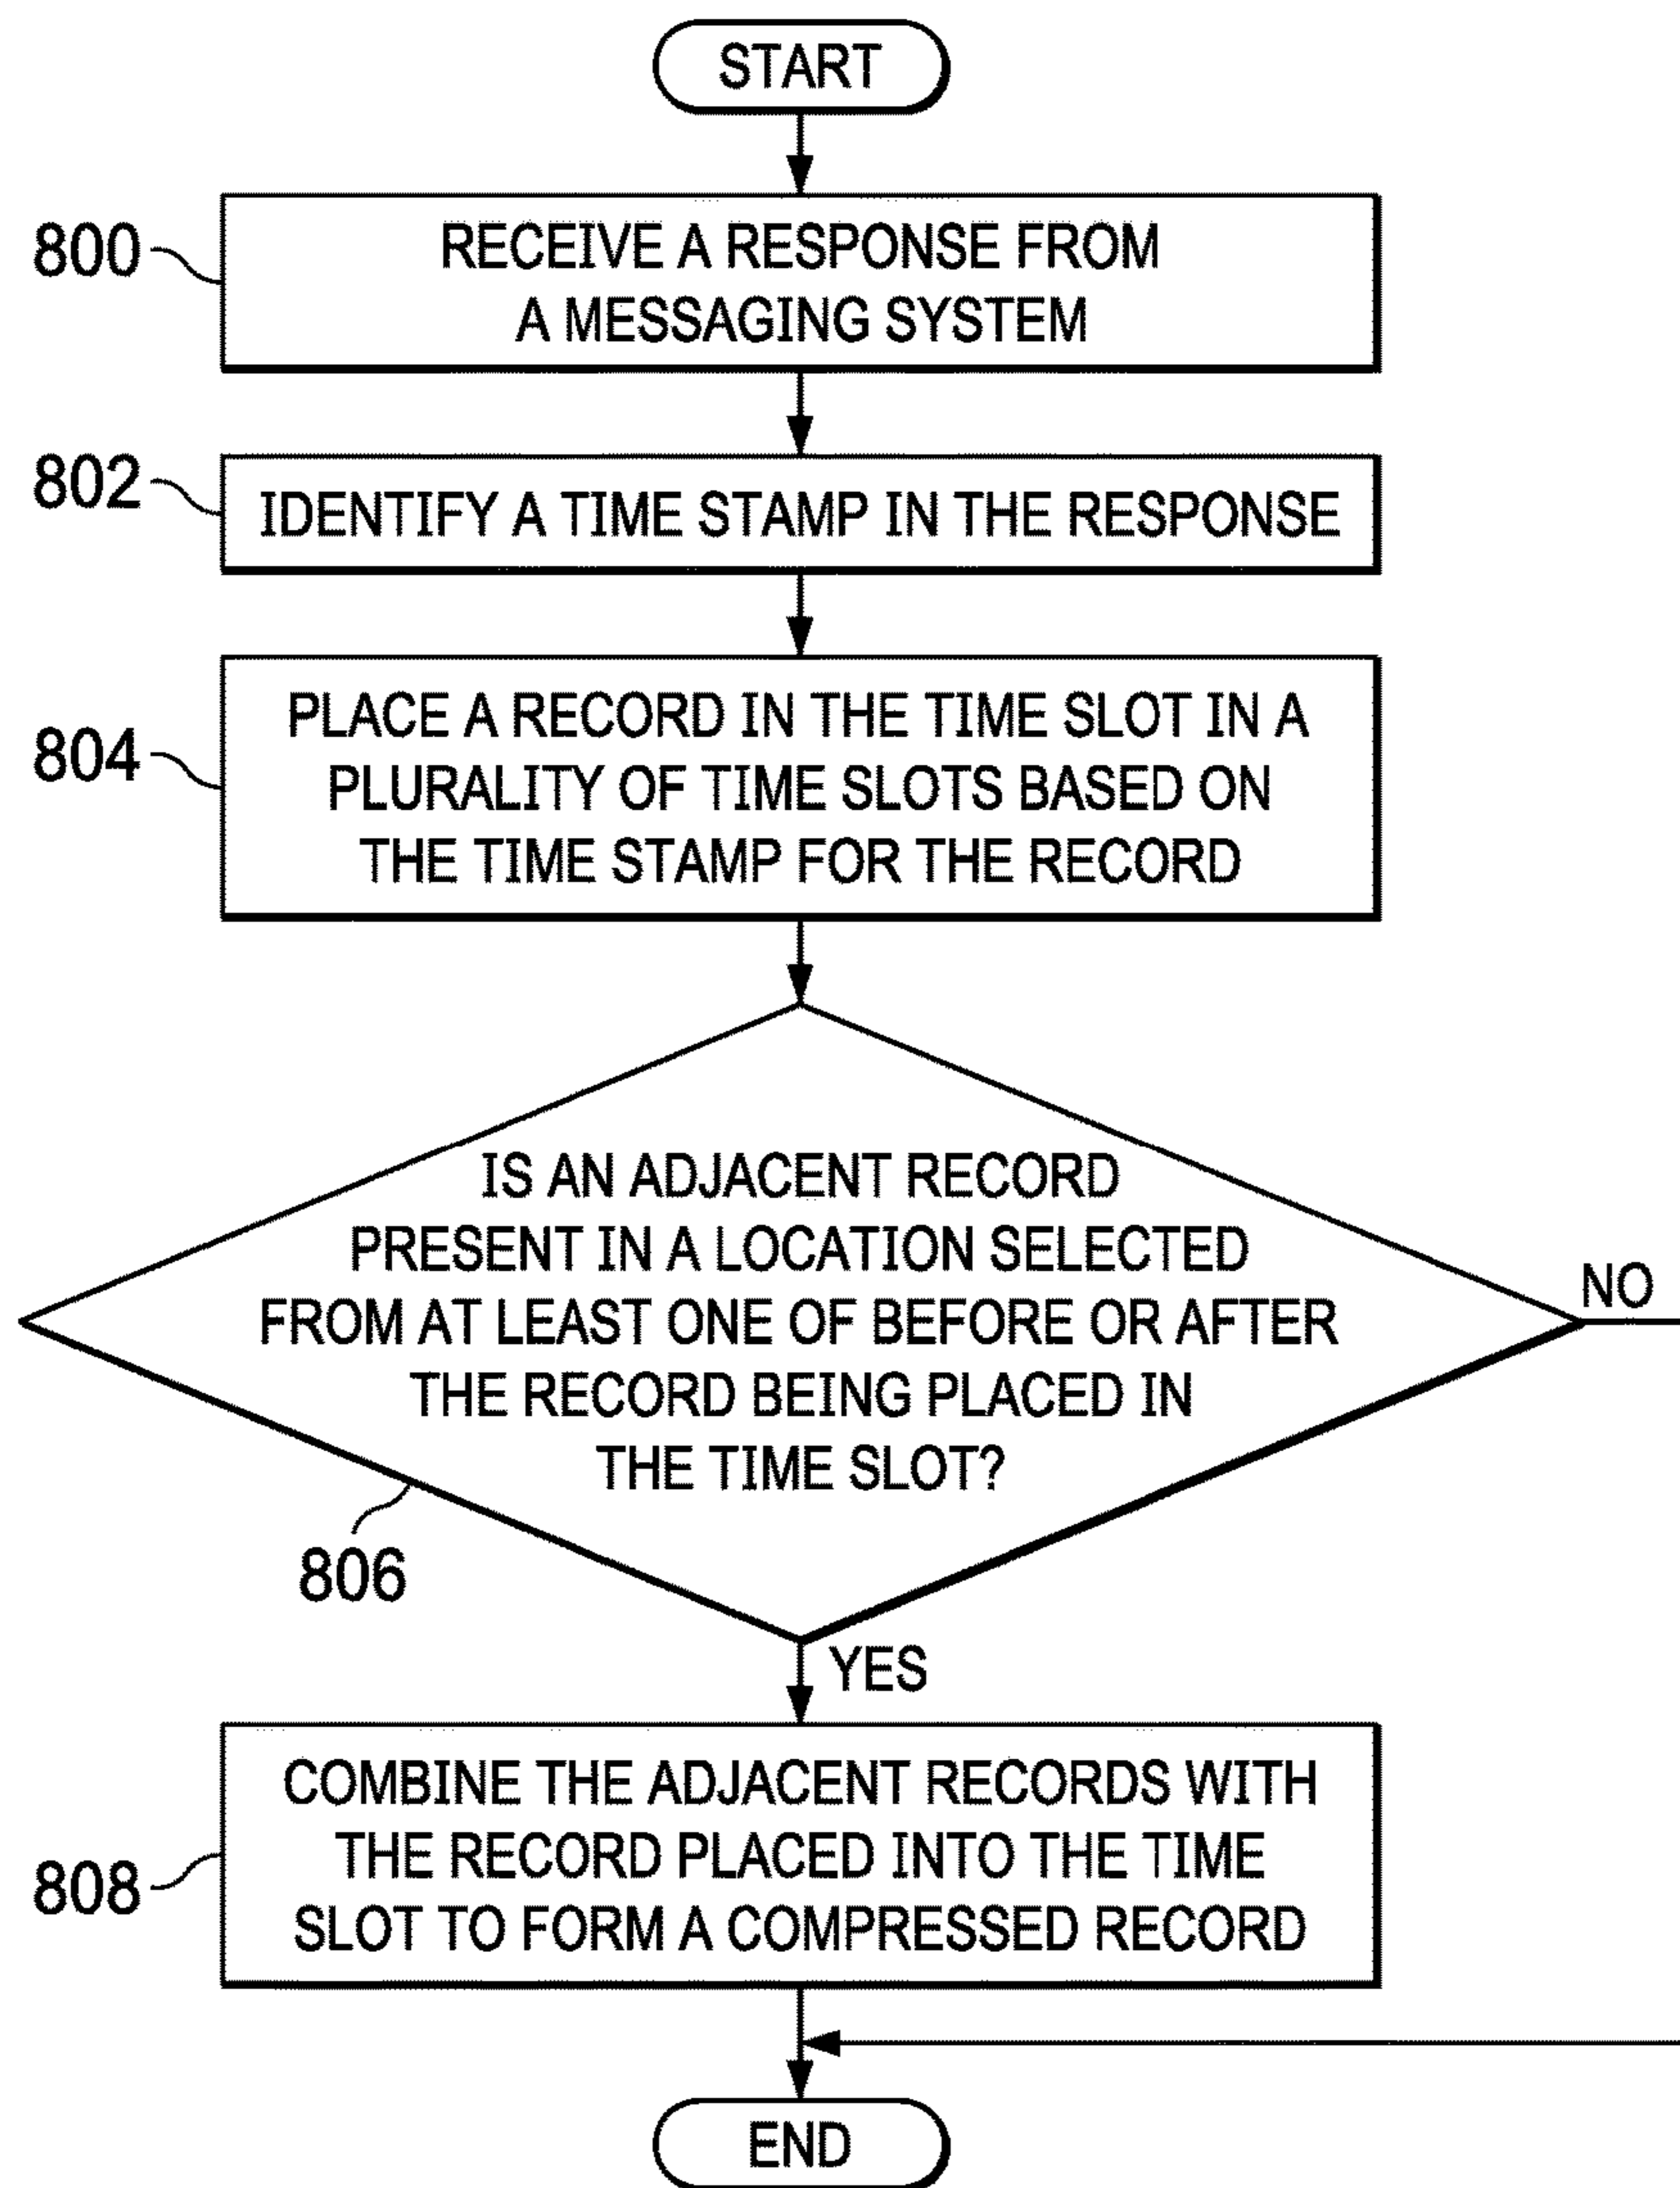 START
800
RECEIVE A RESPONSE FROM
A MESSAGING SYSTEM
802
IDENTIFY A TIME STAMP IN THE RESPONSE
804
PLACE A RECORD IN THE TIME SLOT IN A
PLURALITY OF TIME SLOTS BASED ON
THE TIME STAMP FOR THE RECORD
IS AN ADJACENT RECORD
PRESENT IN A LOCATION SELECTED
FROM AT LEAST ONE OF BEFORE OR AFTER
THE RECORD BEING PLACED IN
THE TIME SLOT?
NO
806
YES
808
COMBINE THE ADJACENT RECORDS WITH
THE RECORD PLACED INTO THE TIME
SLOT TO FORM A COMPRESSED RECORD
END